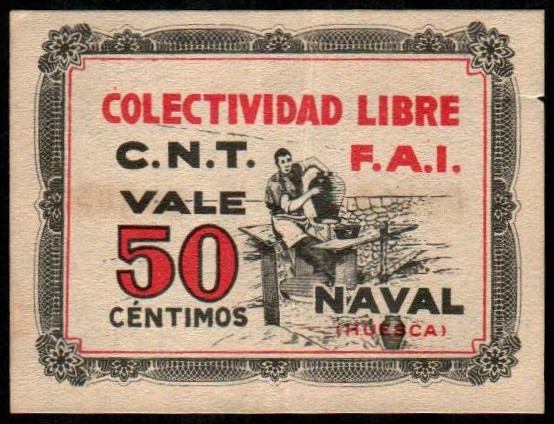 COLECTIVIDAD LIBRE
C.N.T. F.A.I.
VALE
50
CÉNTIMOS
NAVAL
(HUESCA)